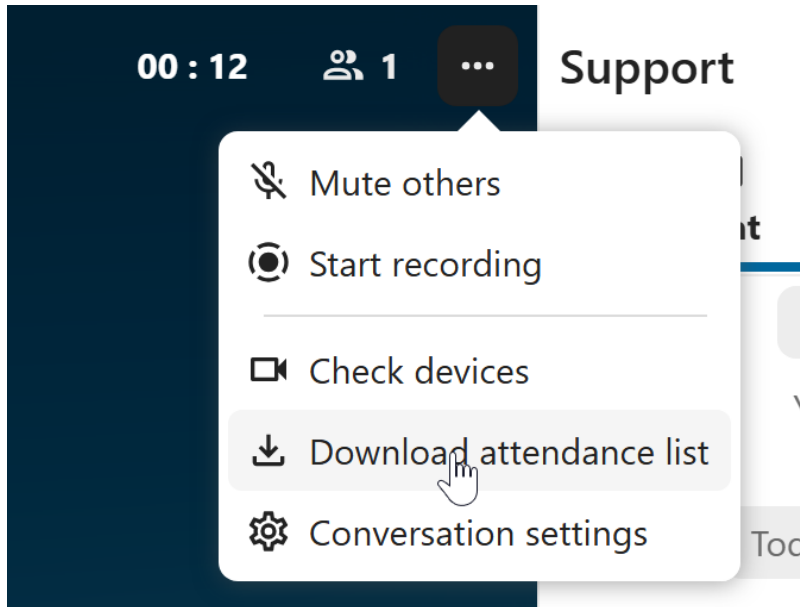 00 : 12 1 ... Support
Mute others
Start recording
Check devices
Download attendance list
Conversation settings